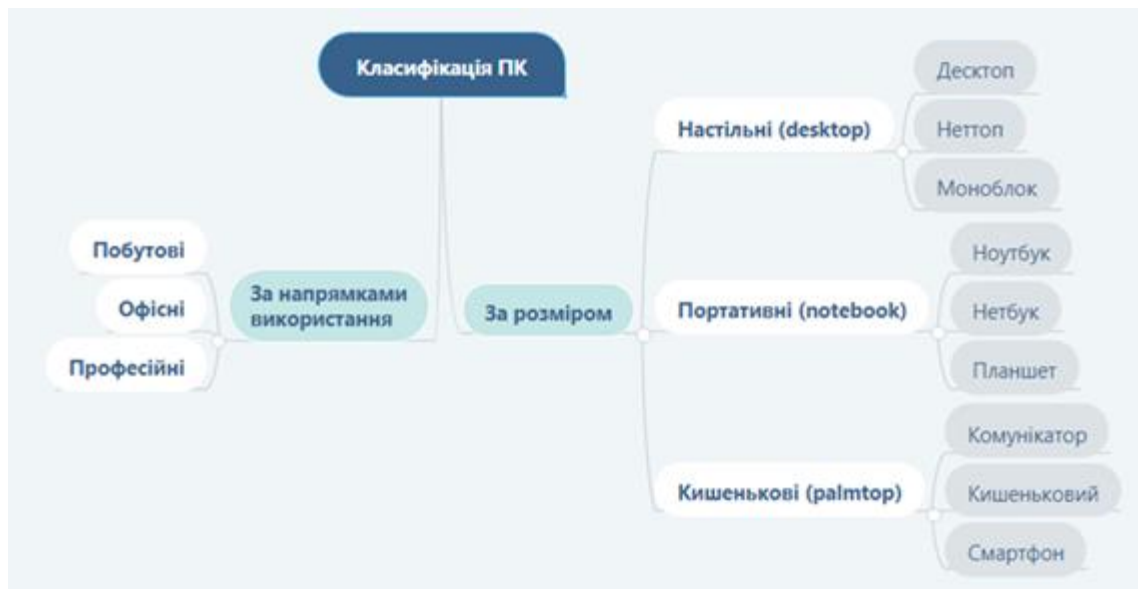 Класифікація ПК
За напрямками
використання
Побутові
Офісні
Професійні
За розміром
Настільні (desktop)
Десктоп
Неттоп
Моноблок
Портативні (notebook)
Ноутбук
Нетбук
Планшет
Кишенькові (palmtop)
Комунікатор
Кишеньковий
Смартфон